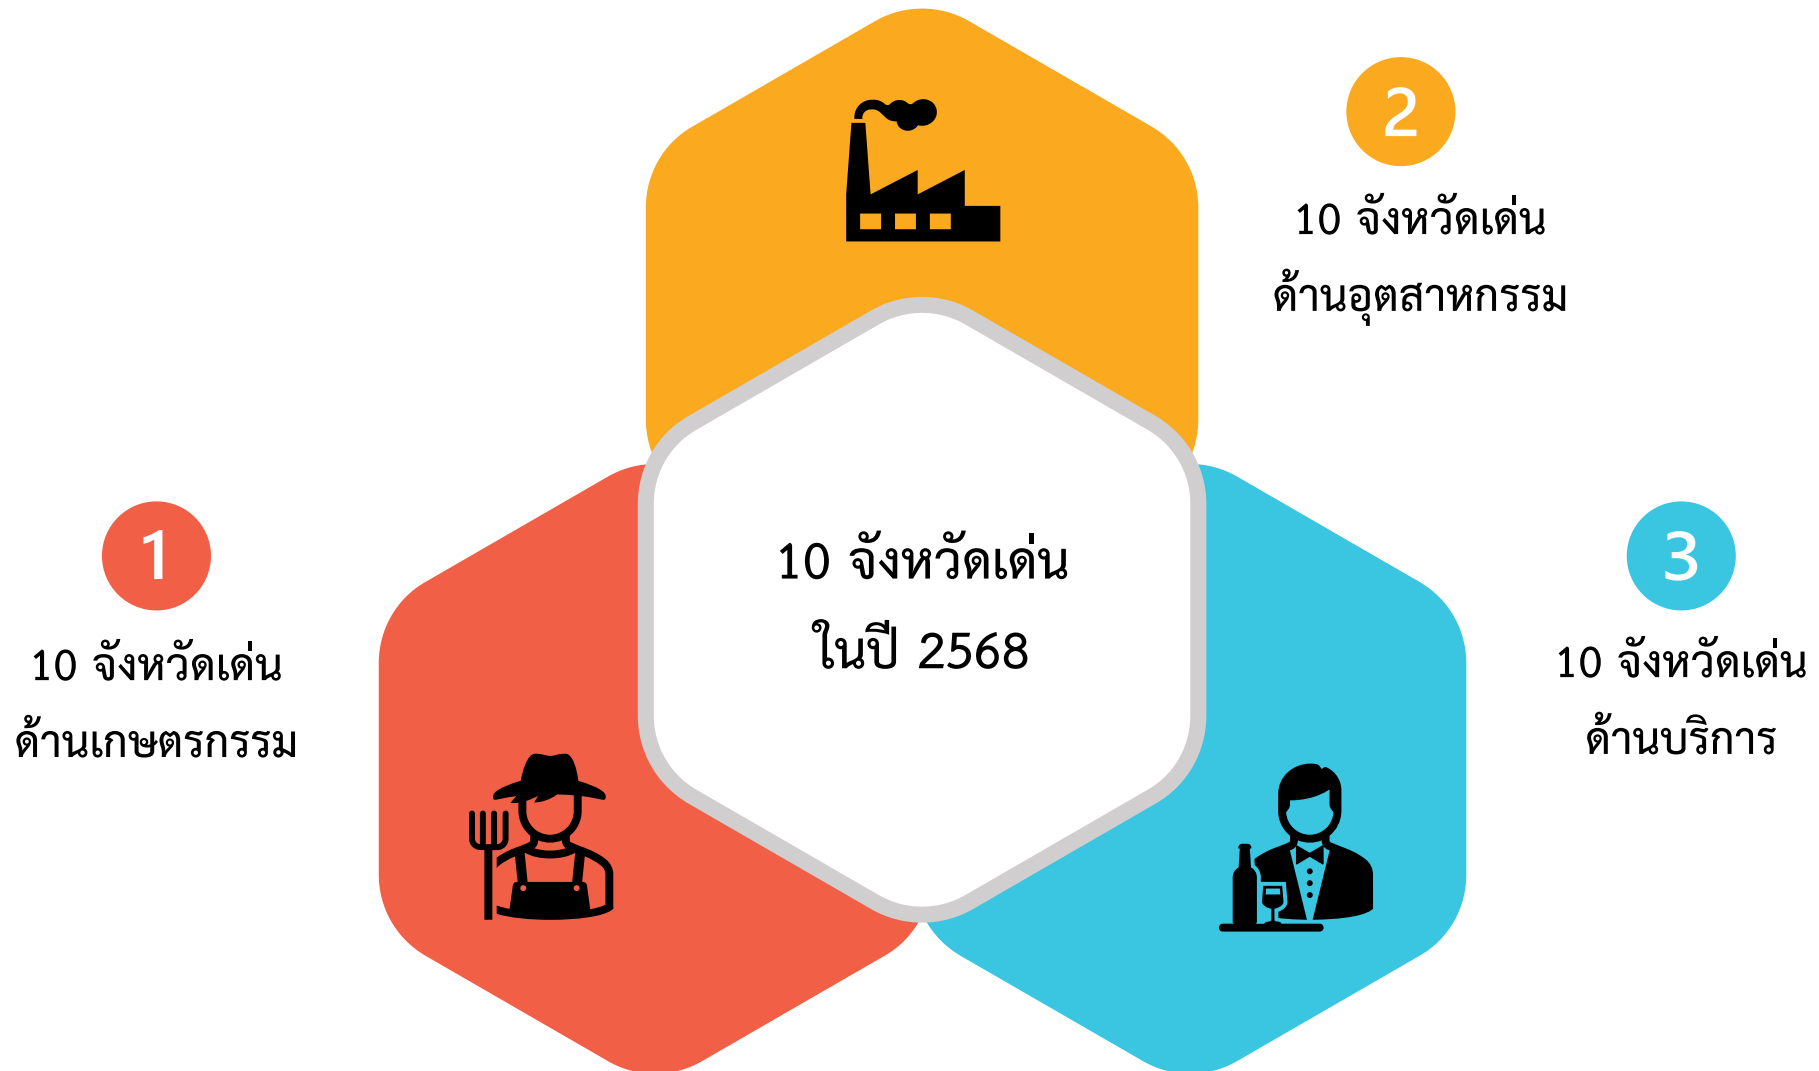 2
10 จังหวัดเด่น
ด้านอุตสาหกรรม
10 จังหวัดเด่น
ในปี 2568
1
10 จังหวัดเด่น
ด้านเกษตรกรรม
3
10 จังหวัดเด่น
ด้านบริการ